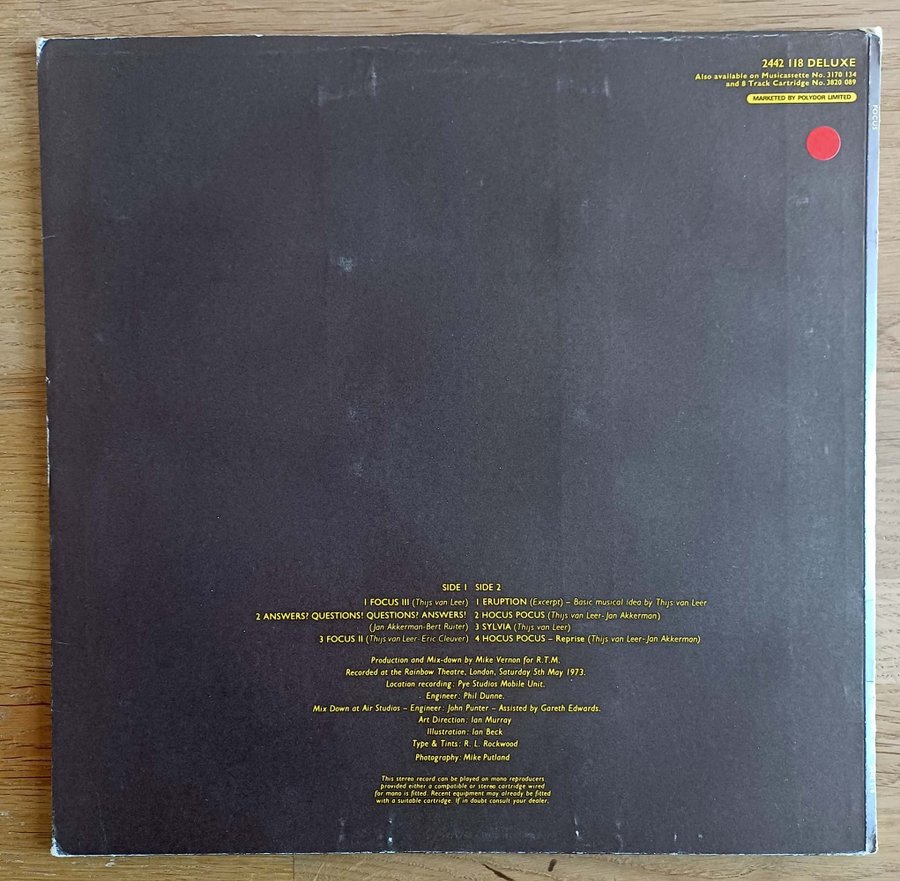 2442 118 DELUXE
Also available on Musicassette No. 3170 134
and 8 Track Cartridge No. 3820 089
MARKETED BY POLYDOR LIMITED
FOCUS
SIDE 1 SIDE 2
1 FOCUS III (Thijs van Leer) 1 ERUPTION (Excerpt) – Basic musical idea by Thijs van Leer
2 ANSWERS? QUESTIONS! QUESTIONS? ANSWERS! 2 HOCUS POCUS (Thijs van Leer-Jan Akkerman)
(Jan Akkerman-Bert Ruiter) 3 SYLVIA (Thijs van Leer)
3 FOCUS II (Thijs van Leer-Eric Cleuver) 4 HOCUS POCUS – Reprise (Thijs van Leer-Jan Akkerman)
Production and Mix-down by Mike Vernon for R.T.M.
Recorded at the Rainbow Theatre, London, Saturday 5th May 1973.
Location recording: Pye Studios Mobile Unit.
Engineer: Phil Dunne.
Mix Down at Air Studios – Engineer: John Punter – Assisted by Gareth Edwards.
Art Direction: Ian Murray
Illustration: Ian Beck
Type & Tints: R. L. Rockwood
Photography: Mike Putland
This stereo record can be played on mono reproducers
provided either a compatible or stereo cartridge wired
for mono is fitted. Recent equipment may already be fitted
with a suitable cartridge. If in doubt consult your dealer.